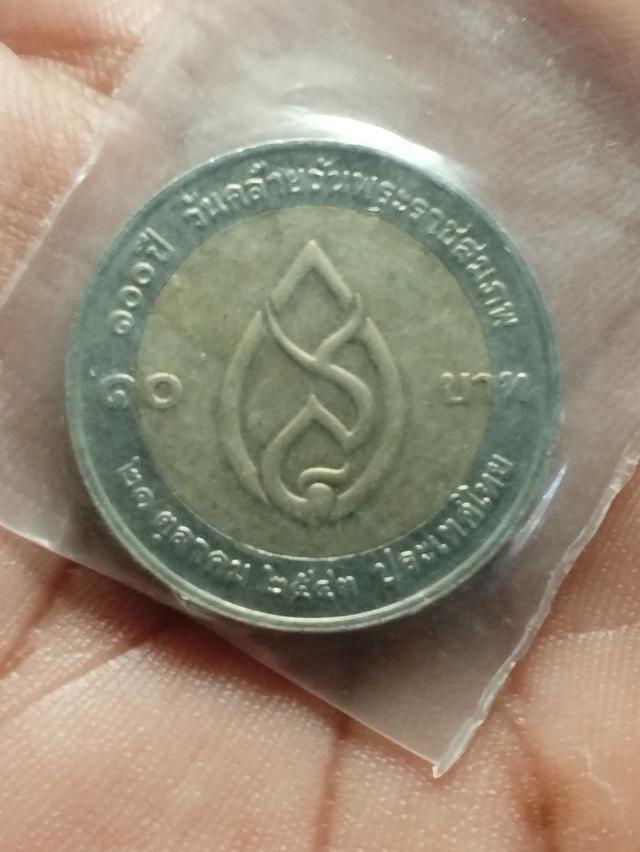 ๑๐๐ปี วันคล้ายวันพระราชสมภพ
๑๐ บาท
๒๑ ตุลาคม ๒๕๔๓ ประเทศไทย